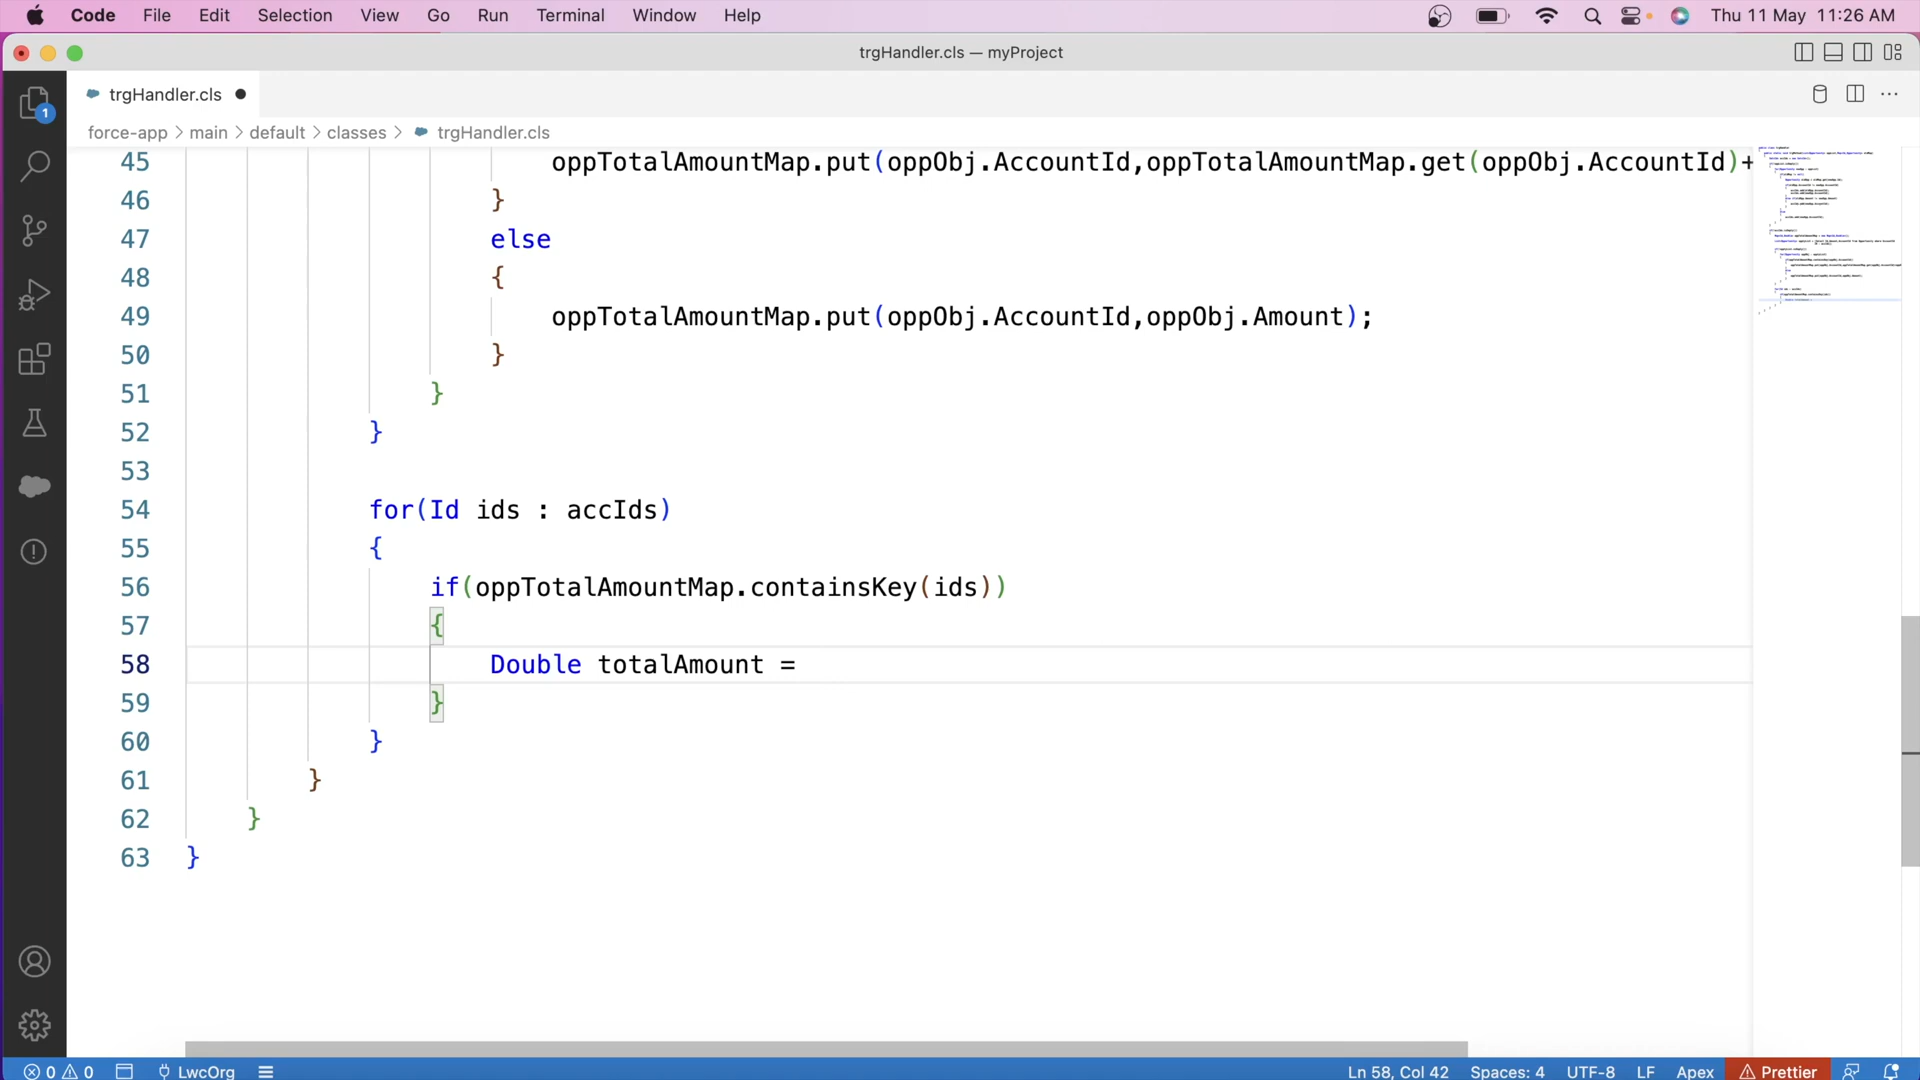 Code File Edit Selection View Go Run Terminal Window Help Thu 11 May 11:26 AM
trgHandler.cls — myProject
1 trgHandler.cls
force-app > main > default > classes > trgHandler.cls
45 oppTotalAmountMap.put(oppObj.AccountId,oppTotalAmountMap.get(oppObj.AccountId)+
46 }
47 else
48 {
49 oppTotalAmountMap.put(oppObj.AccountId,oppObj.Amount);
50 }
51 }
52 }
53
54 for(Id ids : accIds)
55 {
56 if(oppTotalAmountMap.containsKey(ids))
57 {
58 Double totalAmount =
59 }
60 }
61 }
62 }
63 }
0 0 LwcOrg Ln 58, Col 42 Spaces: 4 UTF-8 LF Apex Prettier